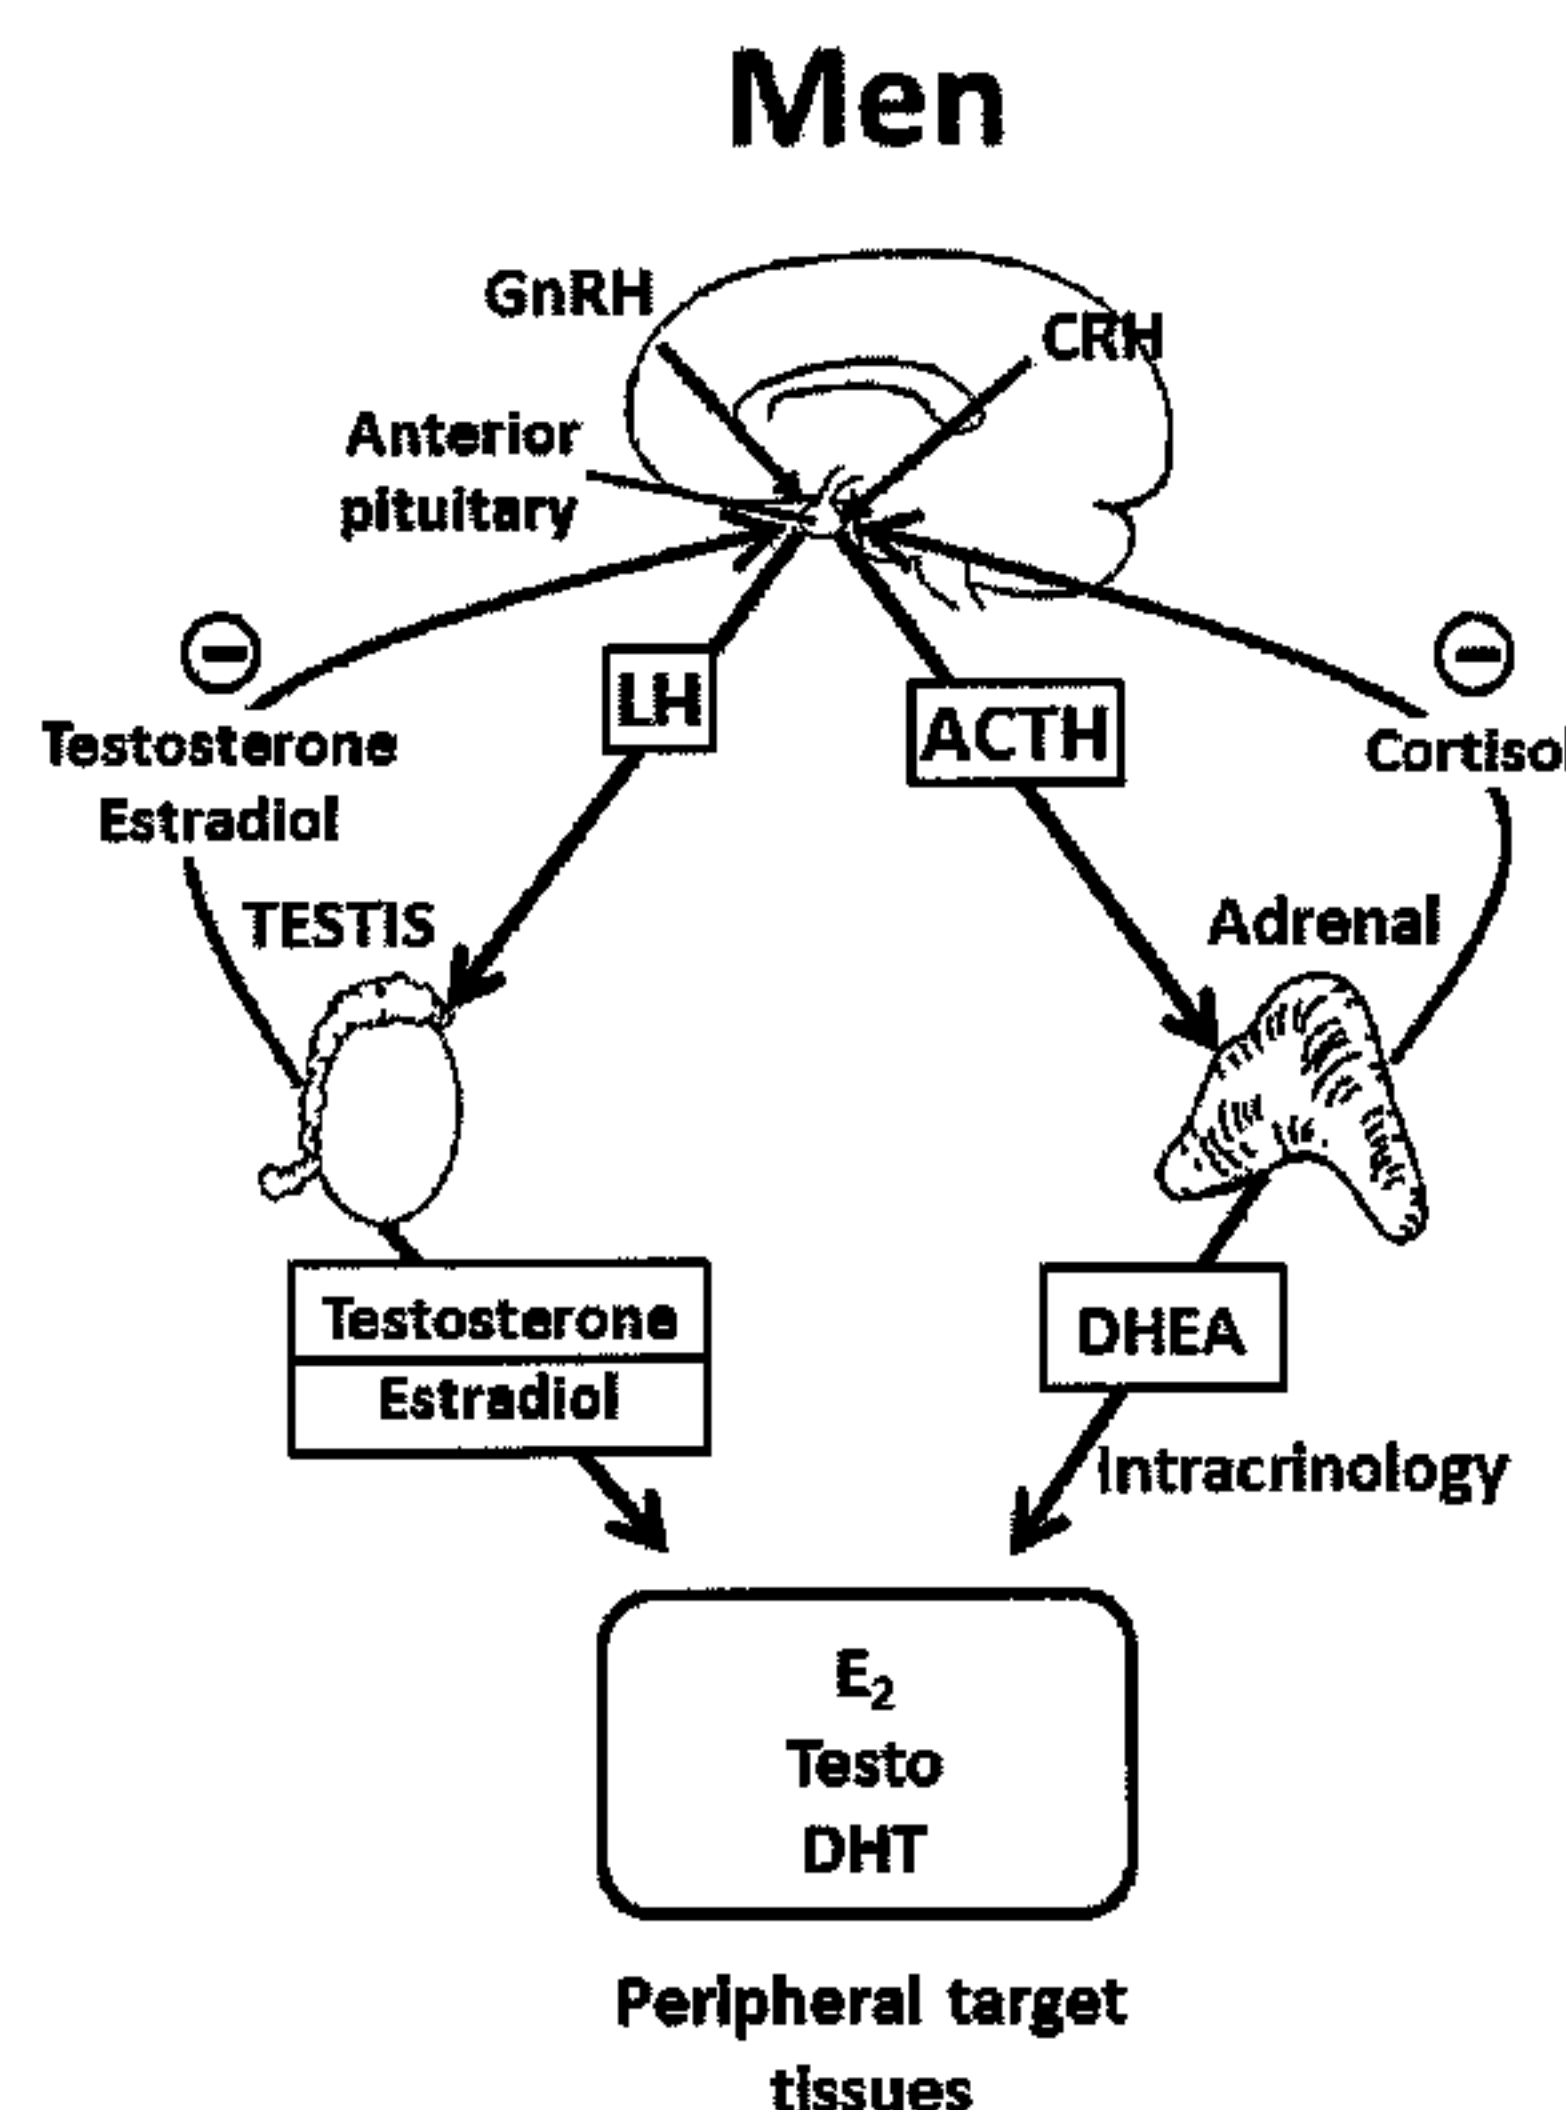 Men
GnRH
CRH
Anterior
pituitary
LH
ACTH
Testosterone
Estradiol
Cortisol
TESTIS
Adrenal
Testosterone
Estradiol
DHEA
Intracrinology
E₂
Testo
DHT
Peripheral target
tissues